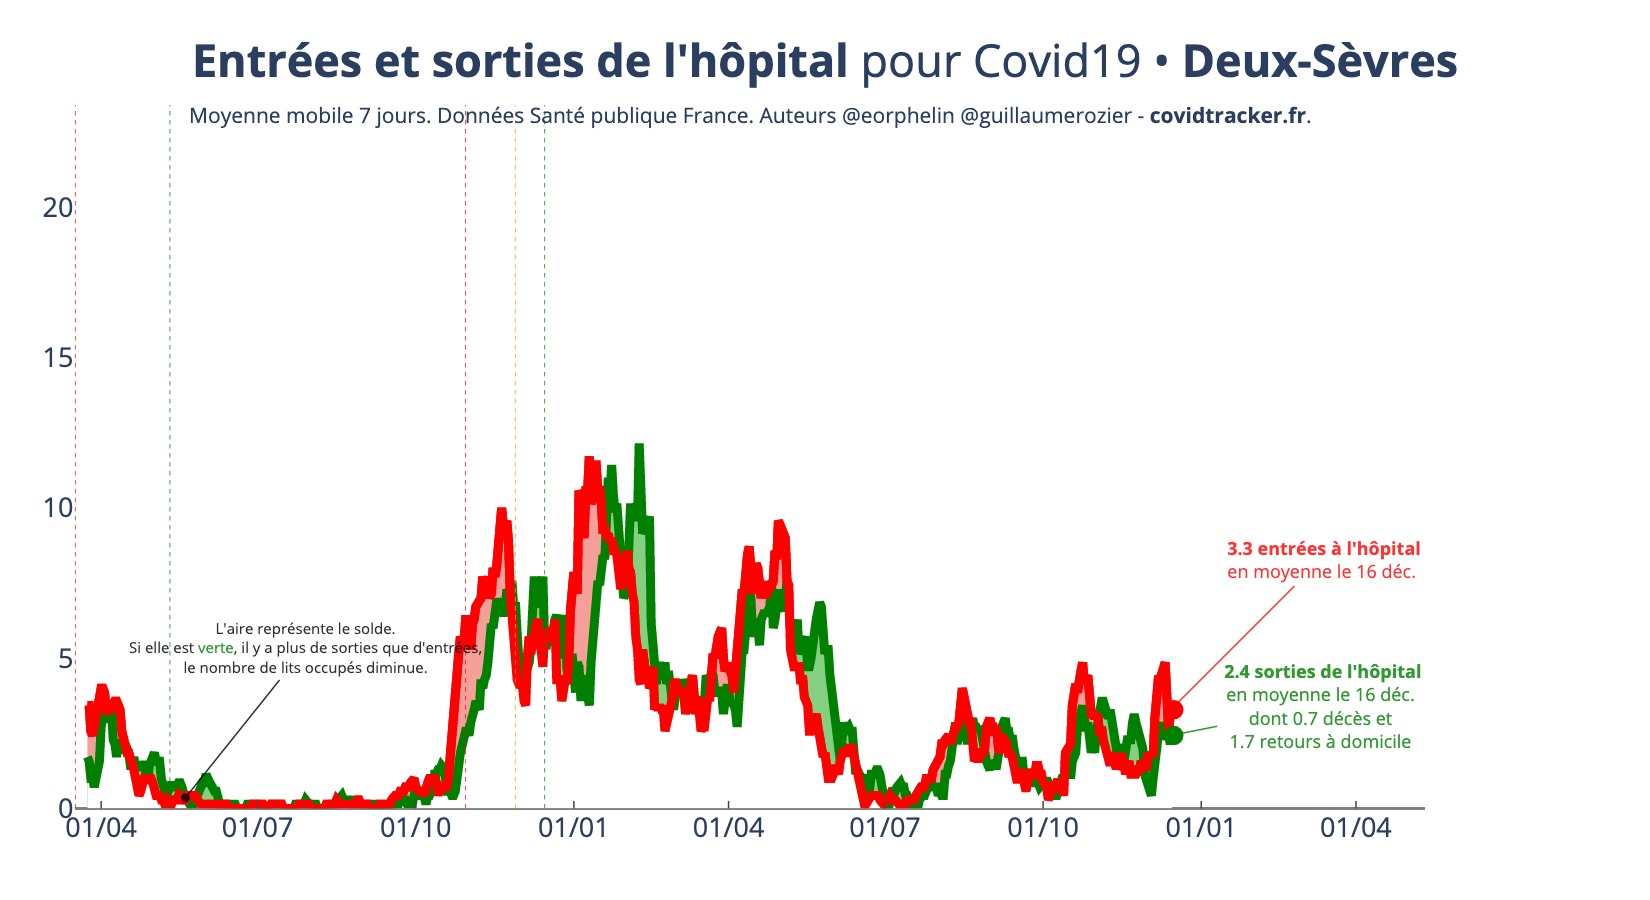 Entrées et sorties de l'hôpital pour Covid19 • Deux-Sèvres
Moyenne mobile 7 jours. Données Santé publique France. Auteurs @eorphelin @guillaumerozier - covidtracker.fr.
20
15
10
5
0
L'aire représente le solde.
Si elle est verte, il y a plus de sorties que d'entrées,
le nombre de lits occupés diminue.
3.3 entrées à l'hôpital
en moyenne le 16 déc.
2.4 sorties de l'hôpital
en moyenne le 16 déc.
dont 0.7 décès et
1.7 retours à domicile
01/04 01/07 01/10 01/01 01/04 01/07 01/10 01/01 01/04